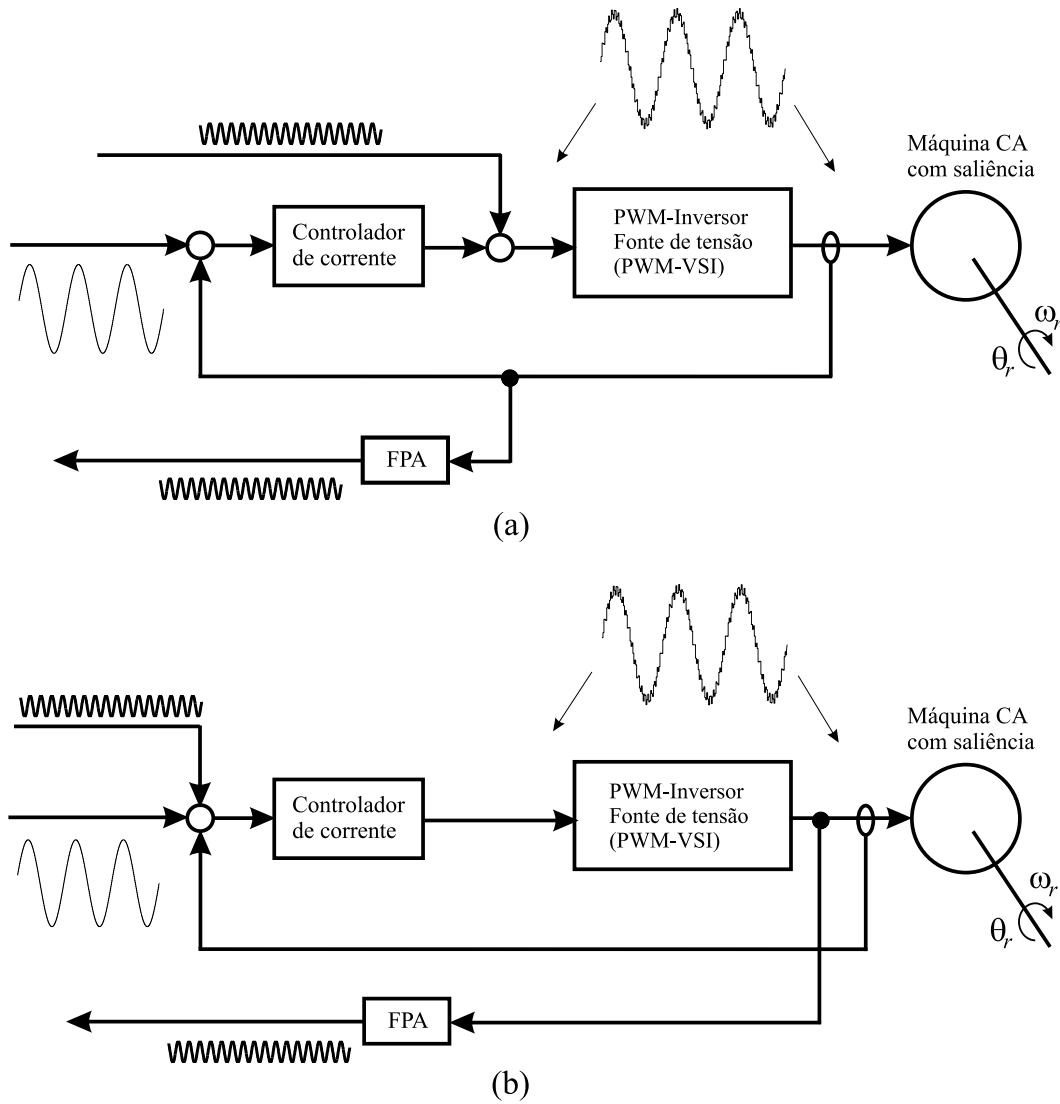 Máquina CA
com saliência
Controlador
de corrente
PWM-Inversor
Fonte de tensão
(PWM-VSI)
ωr
θr
FPA
(a)
Máquina CA
com saliência
Controlador
de corrente
PWM-Inversor
Fonte de tensão
(PWM-VSI)
ωr
θr
FPA
(b)